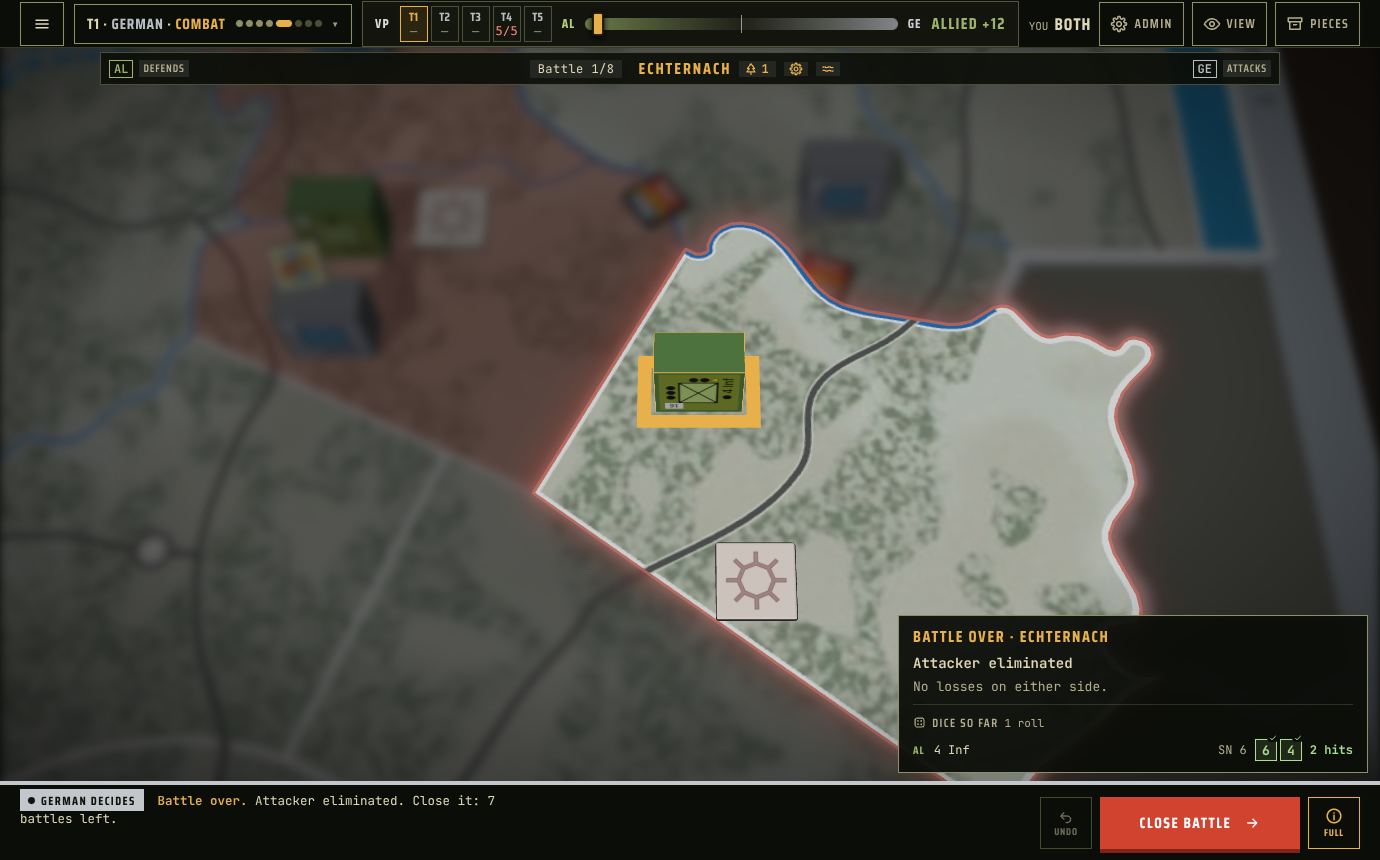 T1 · GERMAN · COMBAT
VP
T1 –
T2 –
T3 –
T4 5/5
T5 –
AL
GE ALLIED +12
YOU BOTH
ADMIN
VIEW
PIECES
AL DEFENDS
Battle 1/8 ECHTERNACH 1
GE ATTACKS
4 Inf
BATTLE OVER · ECHTERNACH
Attacker eliminated
No losses on either side.
DICE SO FAR 1 roll
AL 4 Inf SN 6 6 4 2 hits
GERMAN DECIDES Battle over. Attacker eliminated. Close it: 7
battles left.
UNDO
CLOSE BATTLE →
FULL